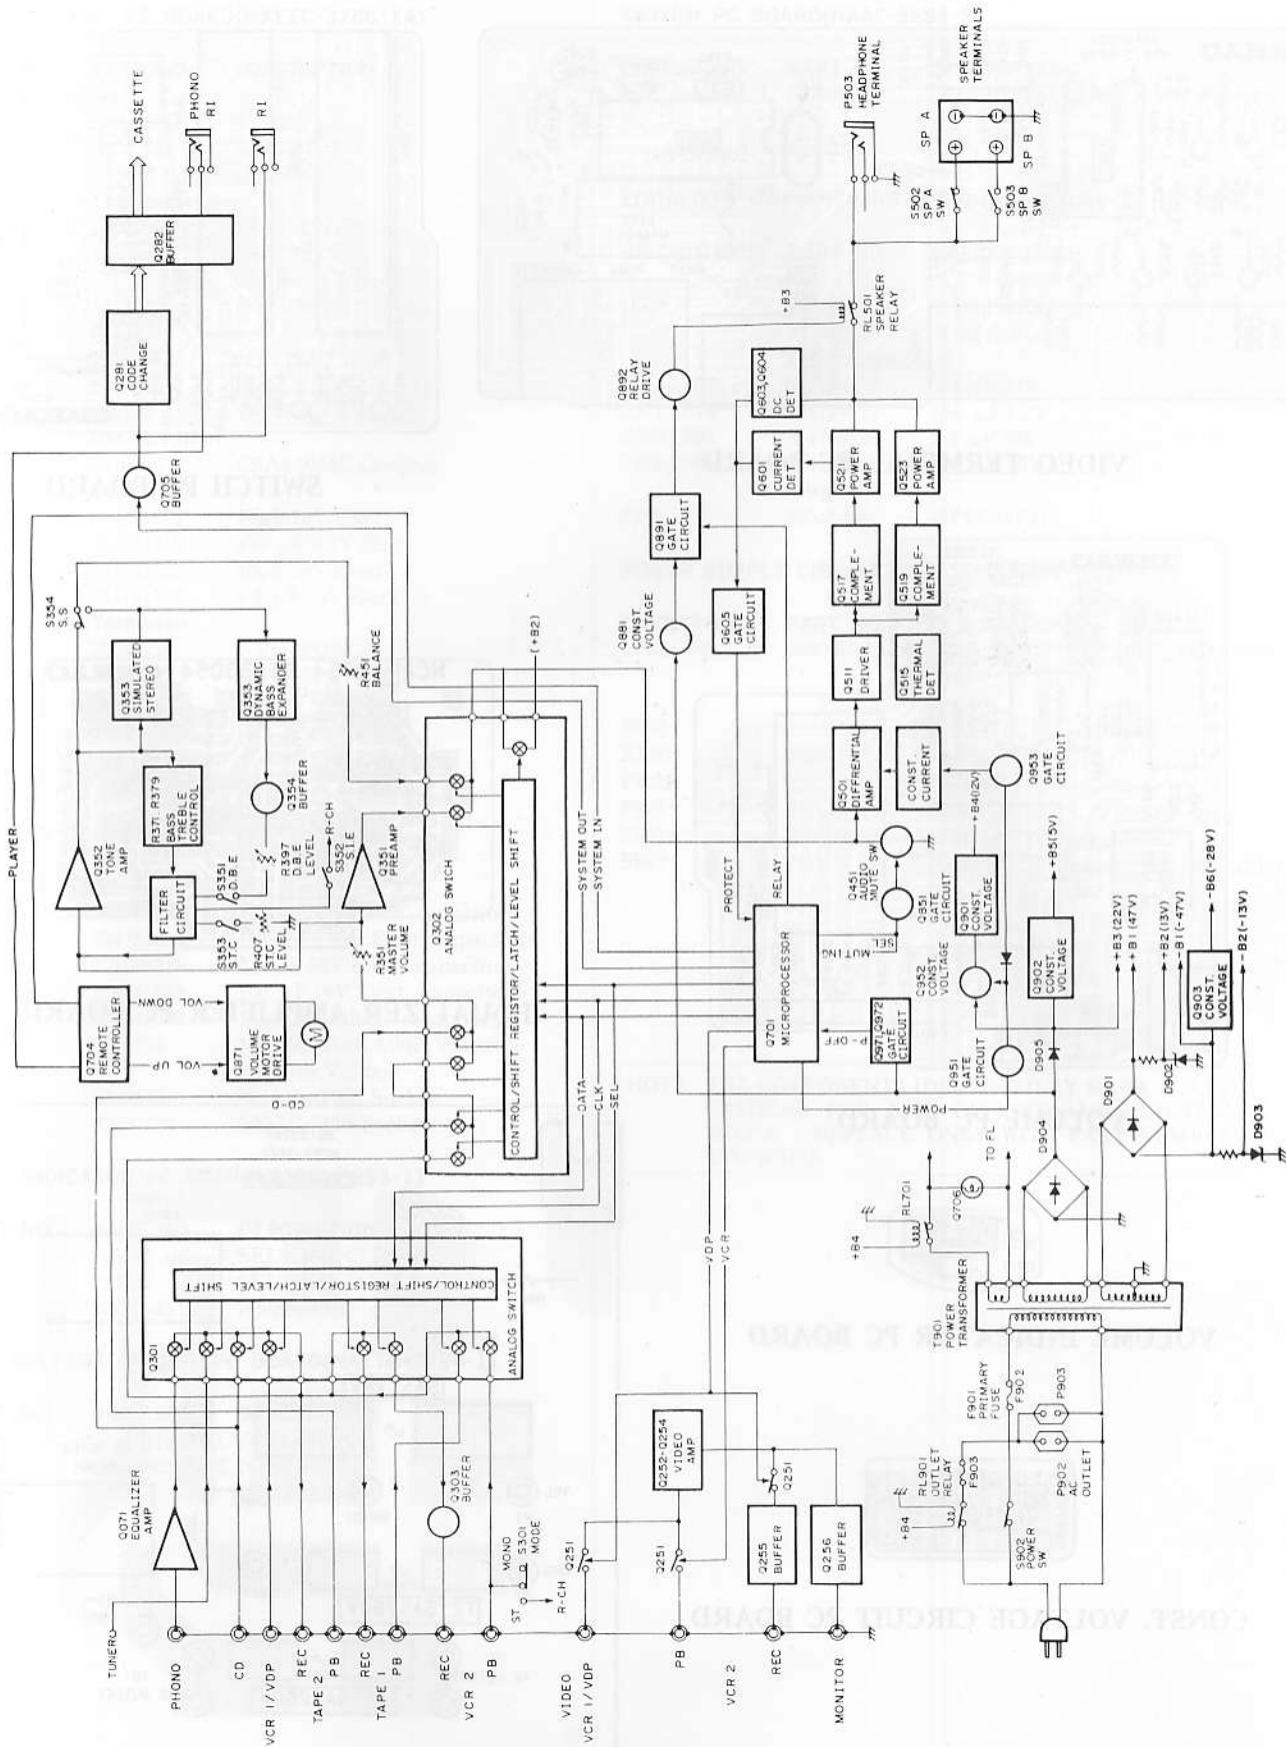 TUNER
PHONO
CD
VCR 1/VDP
REC
TAPE 2
PB
REC
TAPE 1
PB
REC
VCR 2
PB
VIDEO
VCR 1/VDP
PB
VCR 2
REC
MONITOR
Q071
EQUALIZER
AMP
Q303
BUFFER
MONO
ST
S301
MODE
R-CH
Q251
Q251
Q251
Q252-Q254
VIDEO
AMP
Q255
BUFFER
Q256
BUFFER
Q301
CONTROL/SHIFT REGISTOR/LATCH/LEVEL SHIFT
ANALOG SWITCH
VDP
VCR
PLAYER
Q704
REMOTE
CONTROLLER
VOL DOWN
VOL UP
Q871
VOLUME
MOTOR
DRIVE
M
CD-D
Q302
ANALOG SWICH
CONTROL/SHIFT REGISTOR/LATCH/LEVEL SHIFT
(+B2)
DATA
CLK
SEL
SYSTEM OUT
SYSTEM IN
Q352
TONE
AMP
R371, R379
BASS
TREBLE
CONTROL
FILTER
CIRCUIT
Q353
SIMULATED
STEREO
S354
S.S
Q353
DYNAMIC
BASS
EXPANDER
Q354
BUFFER
R397
D.B.E
LEVEL
S351
D.B.E
S353
S.T.C
R407
STC
LEVEL
S352
S.I.E
R-CH
Q351
PREAMP
R351
MASTER
VOLUME
R451
BALANCE
Q705
BUFFER
Q281
CODE
CHANGE
Q282
BUFFER
CASSETTE
PHONO
RI
RI
Q701
MICROPROCESSOR
PROTECT
RELAY
SEL
MUTING
P-OFF
POWER
Q971, Q972
GATE
CIRCUIT
Q451
AUDIO
MUTE SW
Q851
GATE
CIRCUIT
Q501
DIFFRENTIAL
AMP
CONST.
CURRENT
Q511
DRIVER
Q515
THERMAL
DET
Q517
COMPLE-
MENT
Q519
COMPLE-
MENT
Q521
POWER
AMP
Q523
POWER
AMP
Q601
CURRENT
DET
Q603,Q604
DC
DET
Q605
GATE
CIRCUIT
Q881
CONST
VOLTAGE
Q891
GATE
CIRCUIT
Q892
RELAY
DRIVE
+B3
RL501
SPEAKER
RELAY
P503
HEADPHONE
TERMINAL
S502
SP A
SW
S503
SP B
SW
SP A
SP B
SPEAKER
TERMINALS
Q953
GATE
CIRCUIT
Q952
CONST.
VOLTAGE
Q901
CONST.
VOLTAGE
+B4(12V)
Q951
GATE
CIRCUIT
Q902
CONST.
VOLTAGE
+B5(5V)
D905
D904
D901
D902
D903
+B3(22V)
+B1(47V)
+B2(13V)
-B1(-47V)
Q903
CONST.
VOLTAGE
-B6(-28V)
-B2(-13V)
+B4
RL701
Q706
TO FL
T901
POWER
TRANSFORMER
F901
PRIMARY
FUSE
F902
P903
P902
AC
OUTLET
RL901
OUTLET
RELAY
F903
+B4
S902
POWER
SW
VIDEO TERMINAL PC BOARD
SWITCH PC BOARD
EQUALIZER AMPLIFIER PC BOARD
VOLUME PC BOARD
VOLUME INDICATOR PC BOARD
CONST. VOLTAGE CIRCUIT PC BOARD